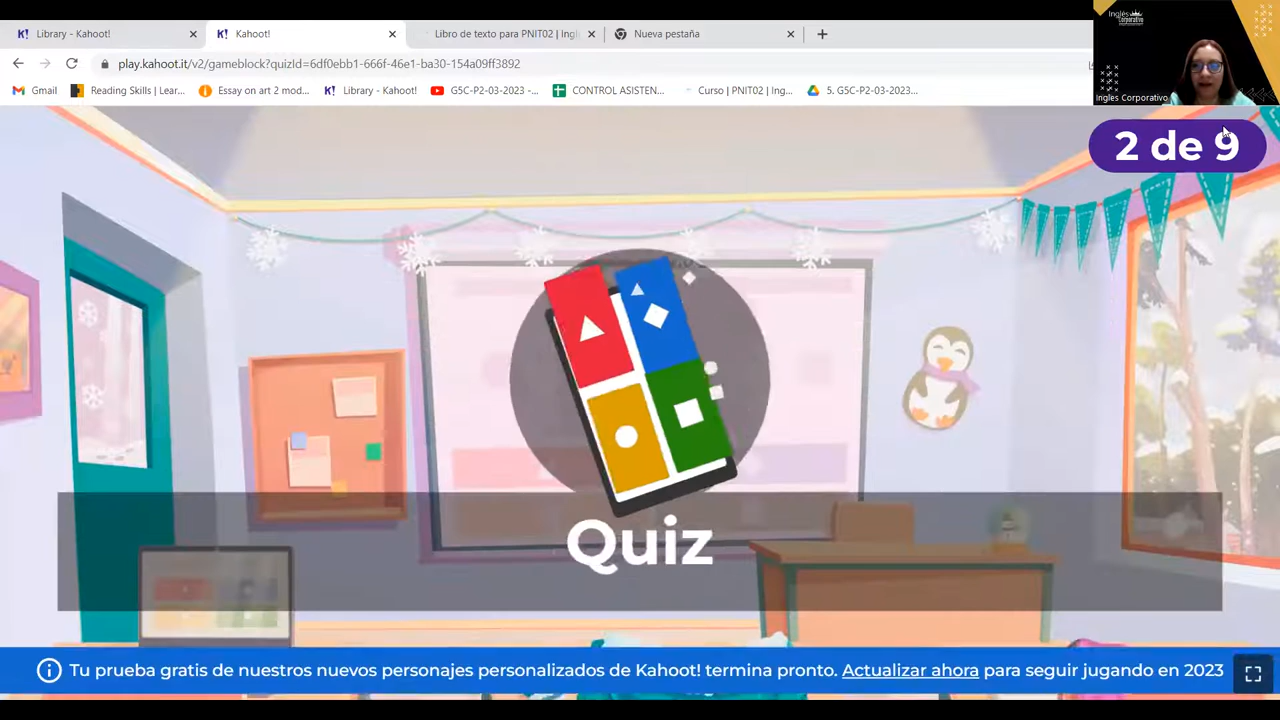 Library - Kahoot!
Kahoot!
Libro de texto para PNIT02 | Ingl
Nueva pestaña
play.kahoot.it/v2/gameblock?quizId=6df0ebb1-666f-46e1-ba30-154a09ff3892
Gmail
Reading Skills | Lear...
Essay on art 2 mod...
Library - Kahoot!
G5C-P2-03-2023 -...
CONTROL ASISTEN...
Curso | PNIT02 | Ing...
5. G5C-P2-03-2023...
Inglés
Corporativo
Ingles Corporativo
2 de 9
Quiz
Tu prueba gratis de nuestros nuevos personajes personalizados de Kahoot! termina pronto. Actualizar ahora para seguir jugando en 2023